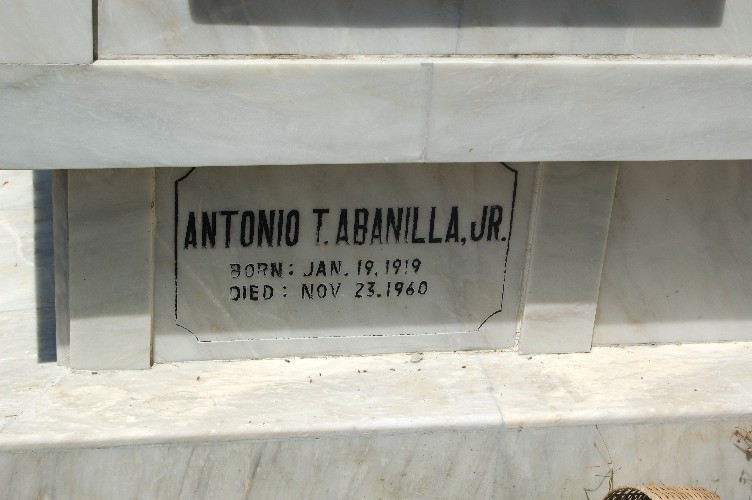 ANTONIO T. ABANILLA, JR.
BORN: JAN. 19, 1919
DIED: NOV. 23. 1960